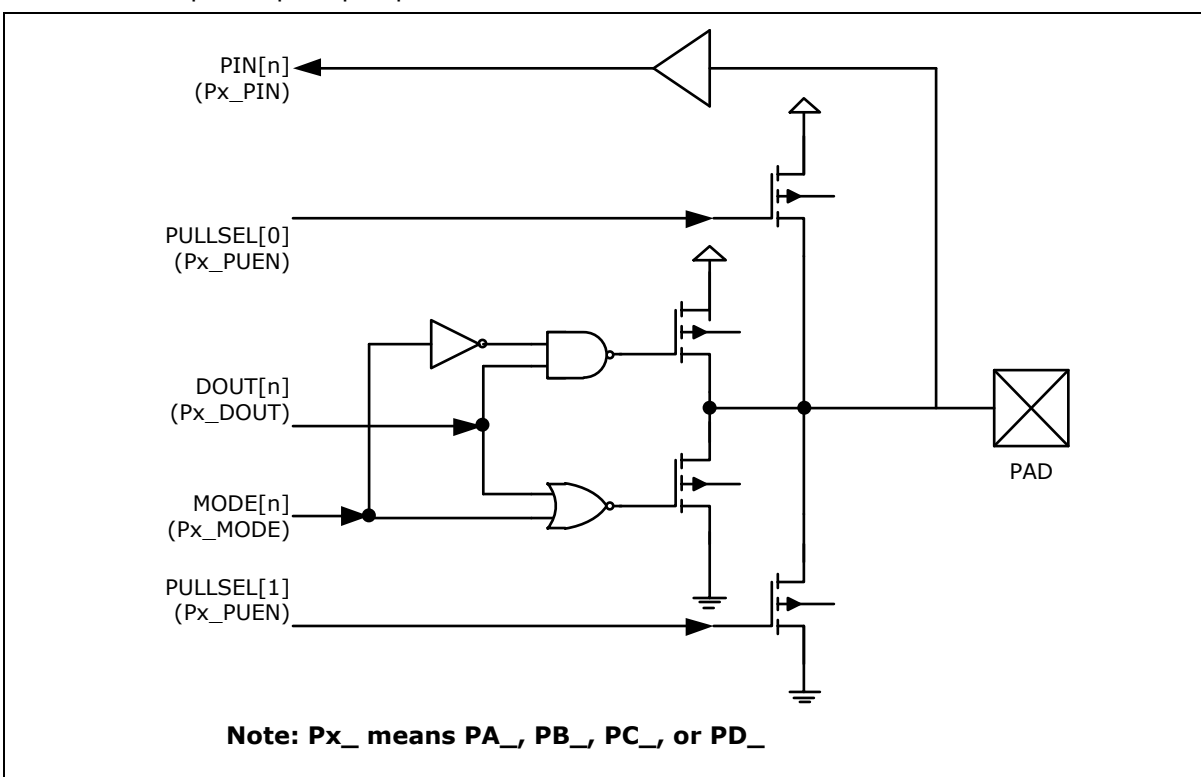 PIN[n]
(Px_PIN)
PULLSEL[0]
(Px_PUEN)
DOUT[n]
(Px_DOUT)
MODE[n]
(Px_MODE)
PAD
PULLSEL[1]
(Px_PUEN)
Note: Px_ means PA_, PB_, PC_, or PD_